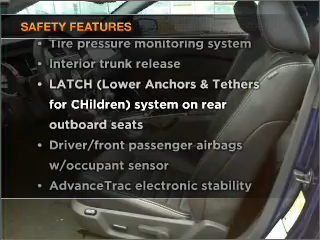 SAFETY FEATURES
• Tire pressure monitoring system
• Interior trunk release
• LATCH (Lower Anchors & Tethers
for CHildren) system on rear
outboard seats
• Driver/front passenger airbags
w/occupant sensor
• AdvanceTrac electronic stability